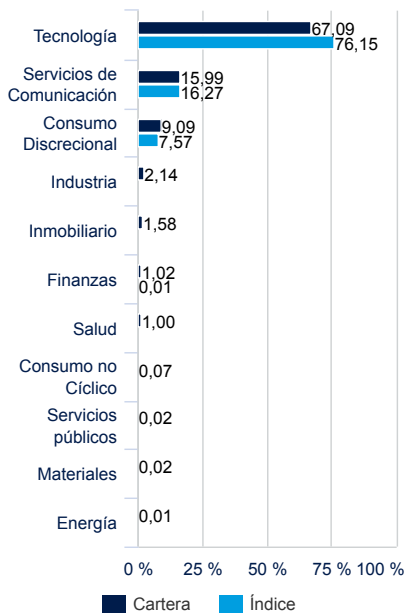 Tecnología
67,09
76,15
Servicios de
Comunicación
15,99
16,27
Consumo
Discrecional
9,09
7,57
Industria
2,14
Inmobiliario
1,58
Finanzas
1,02
0,01
Salud
1,00
Consumo no
Cíclico
0,07
Servicios
públicos
0,02
Materiales
0,02
Energía
0,01
0 % 25 % 50 % 75 % 100 %
Cartera Índice